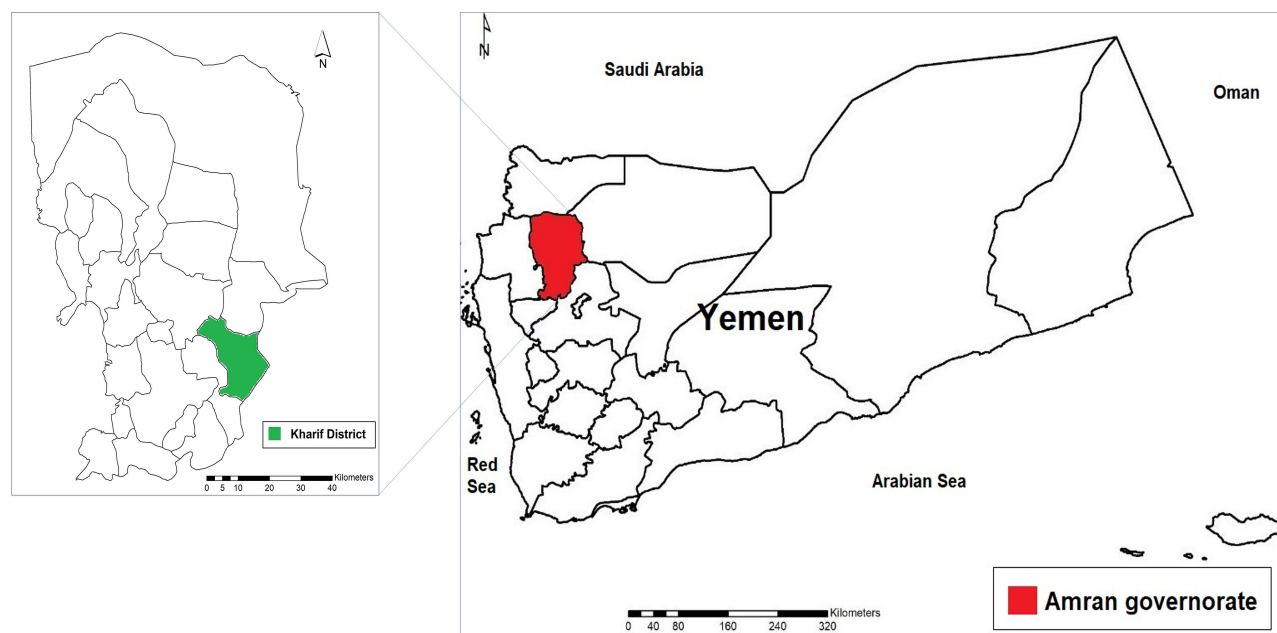 N
Kharif District
Kilometers
0 5 10 20 30 40
N
Saudi Arabia
Oman
Yemen
Red
Sea
Arabian Sea
Amran governorate
Kilometers
0 40 80 160 240 320